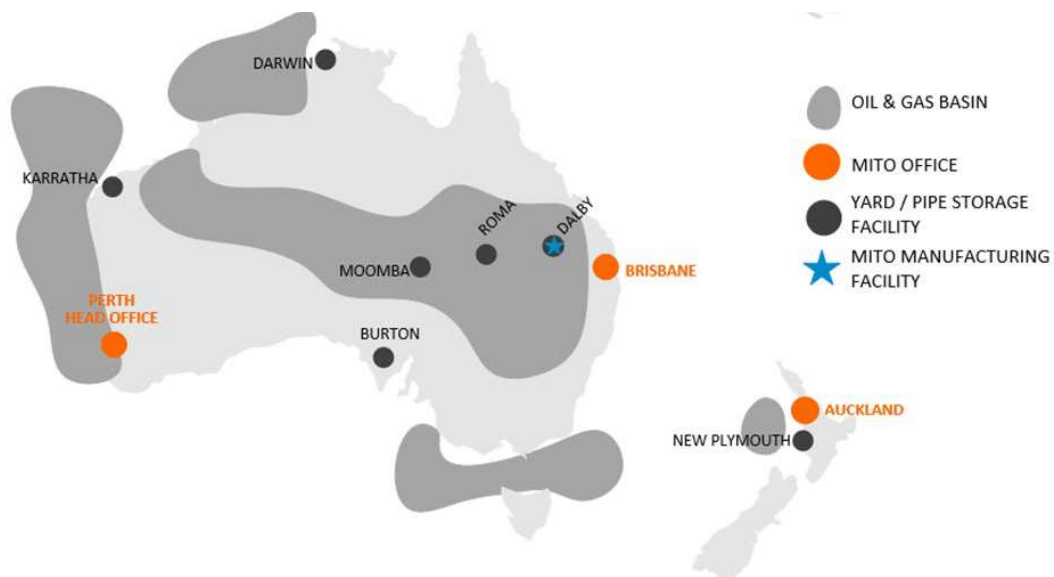 DARWIN
OIL & GAS BASIN
MITO OFFICE
KARRATHA
YARD / PIPE STORAGE
FACILITY
ROMA
DALBY
MITO MANUFACTURING
FACILITY
MOOMBA
BRISBANE
PERTH
HEAD OFFICE
BURTON
AUCKLAND
NEW PLYMOUTH